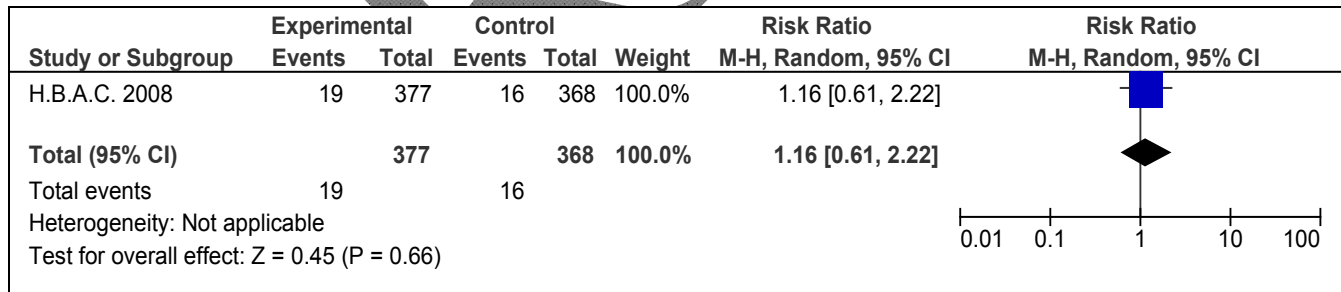 Experimental Control Risk Ratio Risk Ratio
Study or Subgroup Events Total Events Total Weight M-H, Random, 95% CI M-H, Random, 95% CI
H.B.A.C. 2008 19 377 16 368 100.0% 1.16 [0.61, 2.22]
Total (95% CI) 377 368 100.0% 1.16 [0.61, 2.22]
Total events 19 16
Heterogeneity: Not applicable
Test for overall effect: Z = 0.45 (P = 0.66)
0.01 0.1 1 10 100